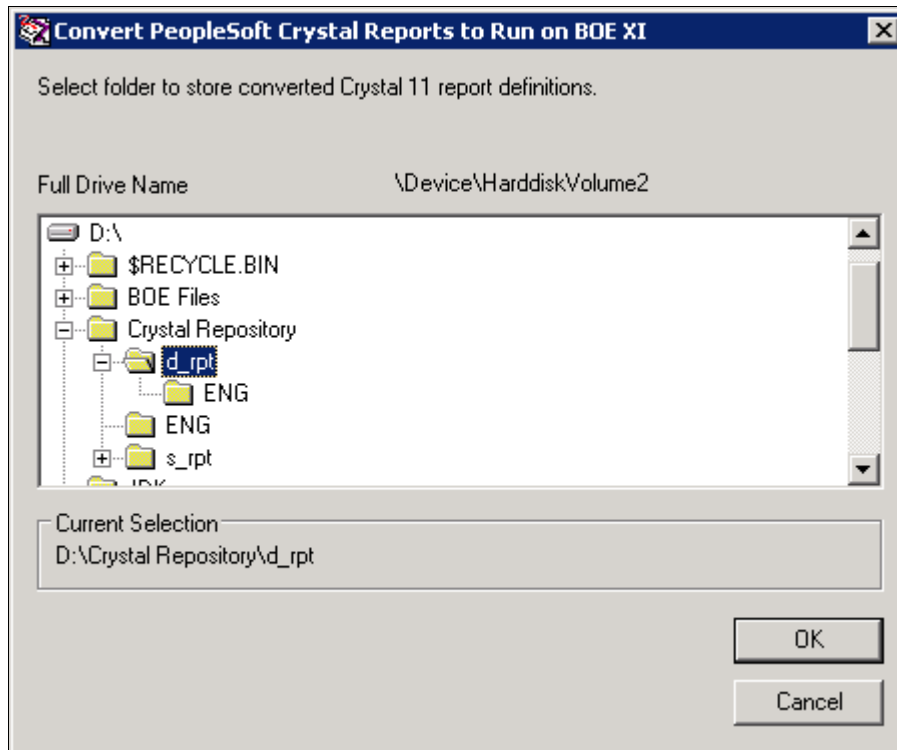 Convert PeopleSoft Crystal Reports to Run on BOE XI
Select folder to store converted Crystal 11 report definitions.
Full Drive Name \Device\HarddiskVolume2
D:\
$RECYCLE.BIN
BOE Files
Crystal Repository
d_rpt
ENG
ENG
s_rpt
Current Selection
D:\Crystal Repository\d_rpt
OK
Cancel